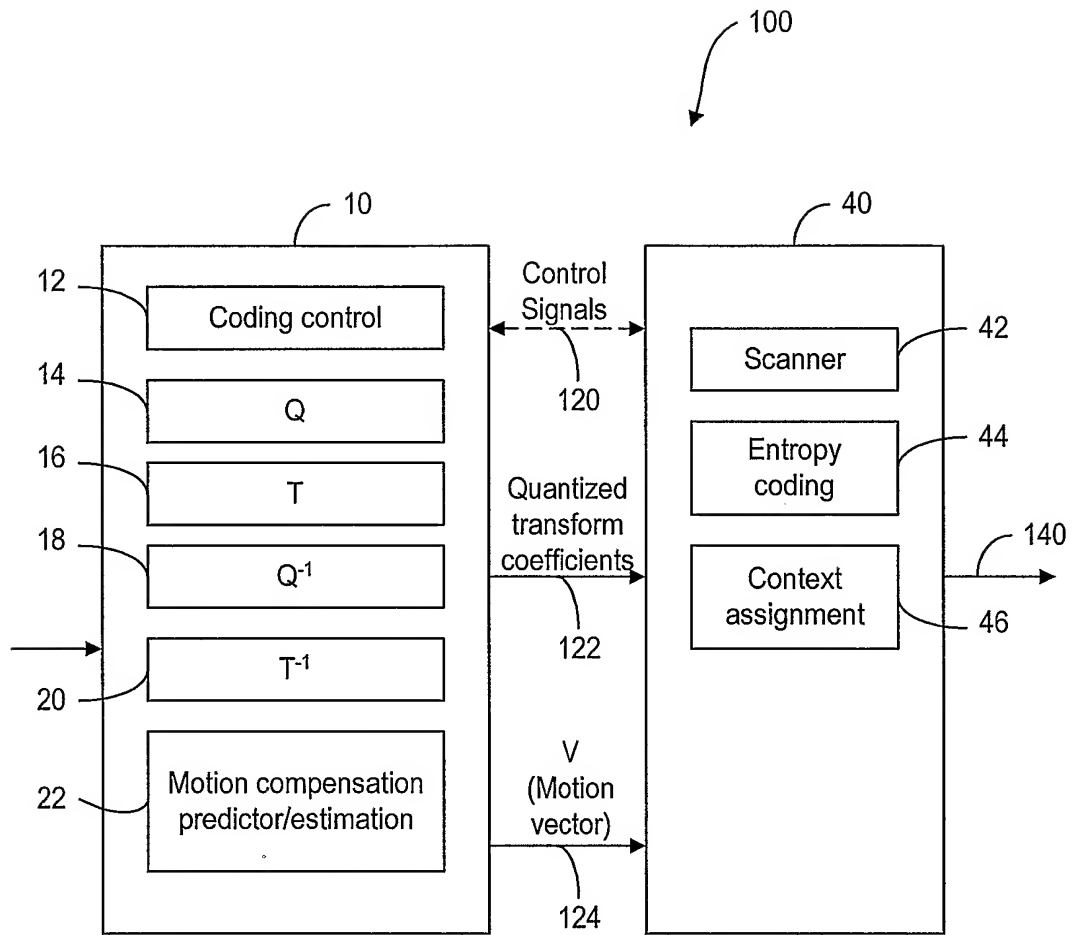 100
10
40
12
Coding control
Control
Signals
120
42
Scanner
14
Q
44
Entropy
coding
16
T
Quantized
transform
coefficients
122
18
Q-1
140
Context
assignment
46
20
T-1
22
Motion compensation
predictor/estimation
V
(Motion
vector)
124